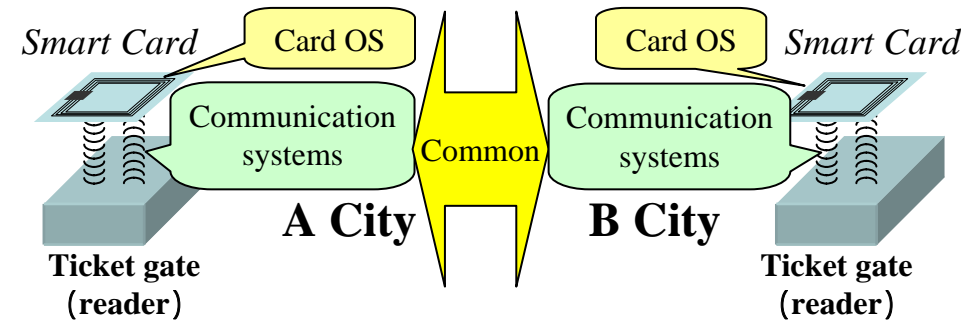 Smart Card
Card OS
Communication
systems
A City
Ticket gate
(reader)
Common
Card OS
Smart Card
Communication
systems
B City
Ticket gate
(reader)